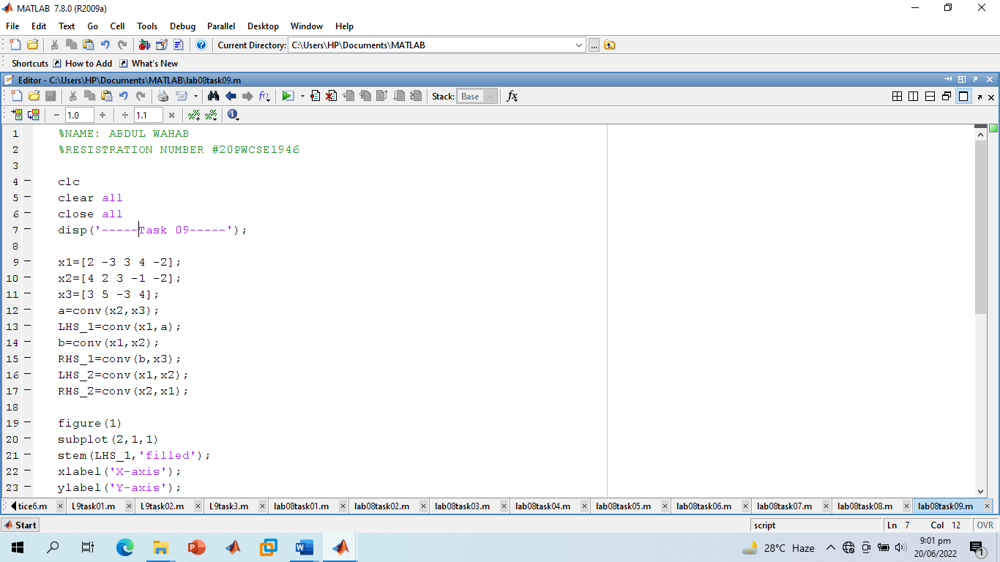 MATLAB 7.8.0 (R2009a)
File Edit Text Go Cell Tools Debug Parallel Desktop Window Help
Current Directory: C:\Users\HP\Documents\MATLAB ...
Shortcuts How to Add What's New
Editor - C:\Users\HP\Documents\MATLAB\lab08task09.m
Stack: Base fx
- 1.0 + ÷ 1.1 ×
1 %NAME: ABDUL WAHAB
2 %RESISTRATION NUMBER #20PWCSE1946
3
4 - clc
5 - clear all
6 - close all
7 - disp('-----Task 09-----');
8
9 - x1=[2 -3 3 4 -2];
10 - x2=[4 2 3 -1 -2];
11 - x3=[3 5 -3 4];
12 - a=conv(x2,x3);
13 - LHS_1=conv(x1,a);
14 - b=conv(x1,x2);
15 - RHS_1=conv(b,x3);
16 - LHS_2=conv(x1,x2);
17 - RHS_2=conv(x2,x1);
18
19 - figure(1)
20 - subplot(2,1,1)
21 - stem(LHS_1,'filled');
22 - xlabel('X-axis');
23 - ylabel('Y-axis');
tice6.m L9task01.m L9task02.m L9task3.m lab08task01.m lab08task02.m lab08task03.m lab08task04.m lab08task05.m lab08task06.m lab08task07.m lab08task08.m lab08task09.m
Start script Ln 7 Col 12 OVR
28°C Haze 9:01 pm
20/06/2022 1